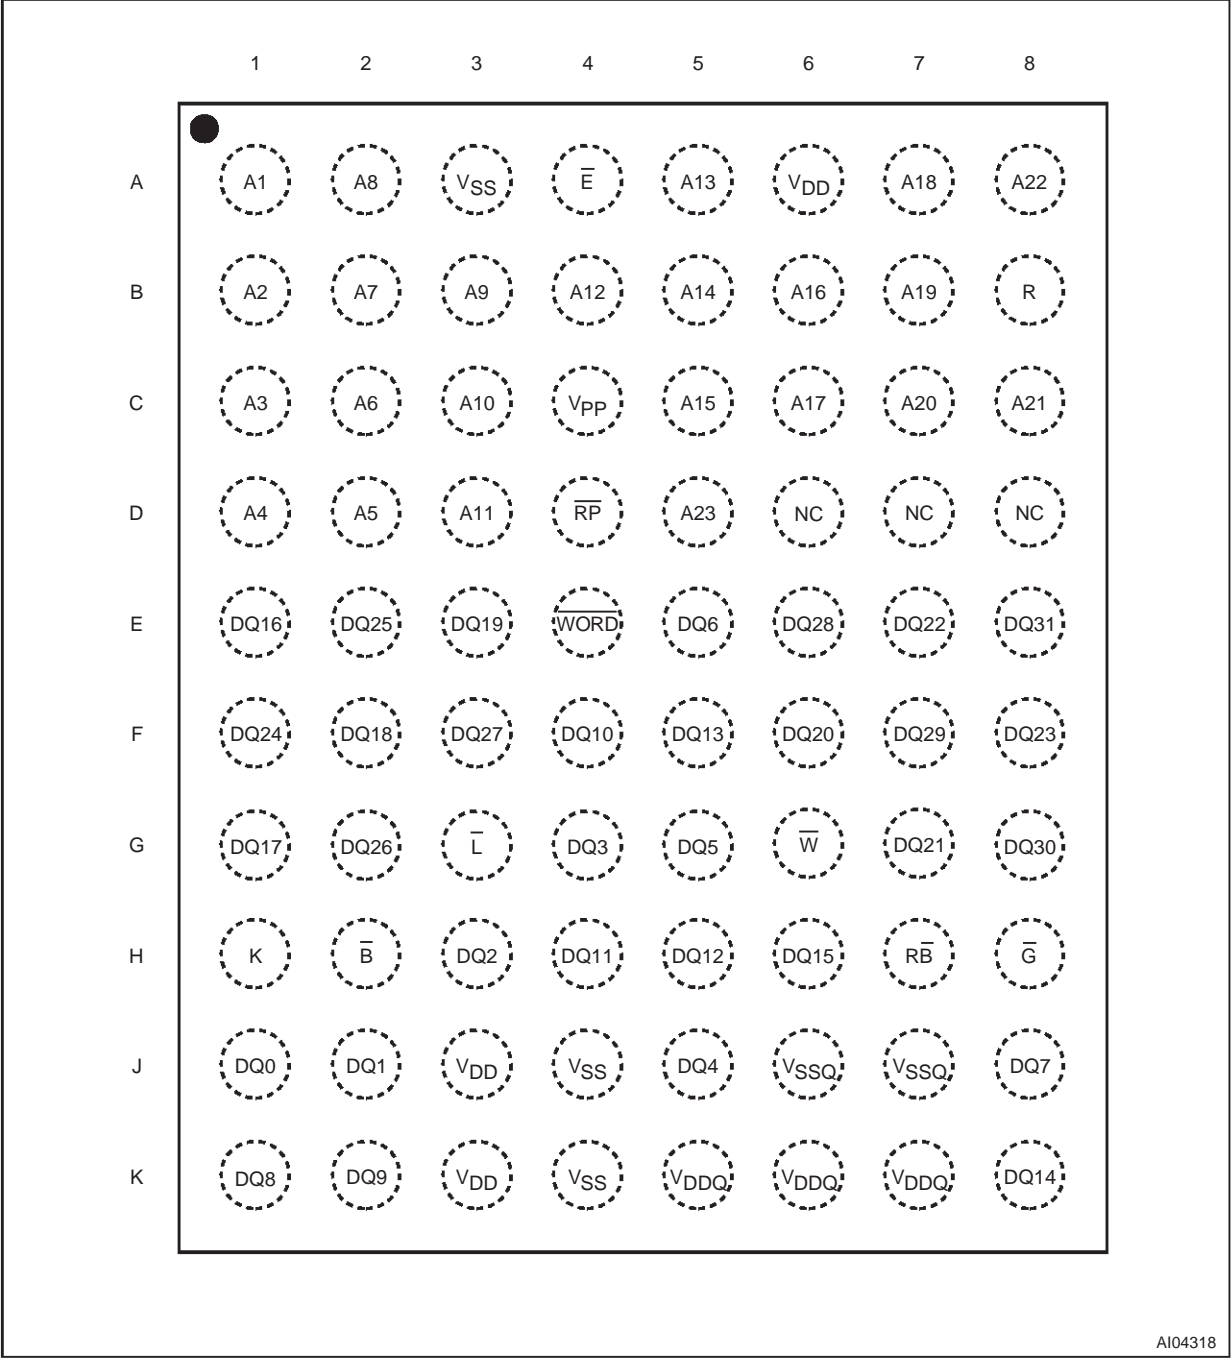 1 2 3 4 5 6 7 8
A A1 A8 VSS E̅ A13 VDD A18 A22
B A2 A7 A9 A12 A14 A16 A19 R
C A3 A6 A10 VPP A15 A17 A20 A21
D A4 A5 A11 R̅P̅ A23 NC NC NC
E DQ16 DQ25 DQ19 W̅O̅R̅D̅ DQ6 DQ28 DQ22 DQ31
F DQ24 DQ18 DQ27 DQ10 DQ13 DQ20 DQ29 DQ23
G DQ17 DQ26 L̅ DQ3 DQ5 W̅ DQ21 DQ30
H K B̅ DQ2 DQ11 DQ12 DQ15 RB̅ G̅
J DQ0 DQ1 VDD VSS DQ4 VSSQ VSSQ DQ7
K DQ8 DQ9 VDD VSS VDDQ VDDQ VDDQ DQ14
AI04318